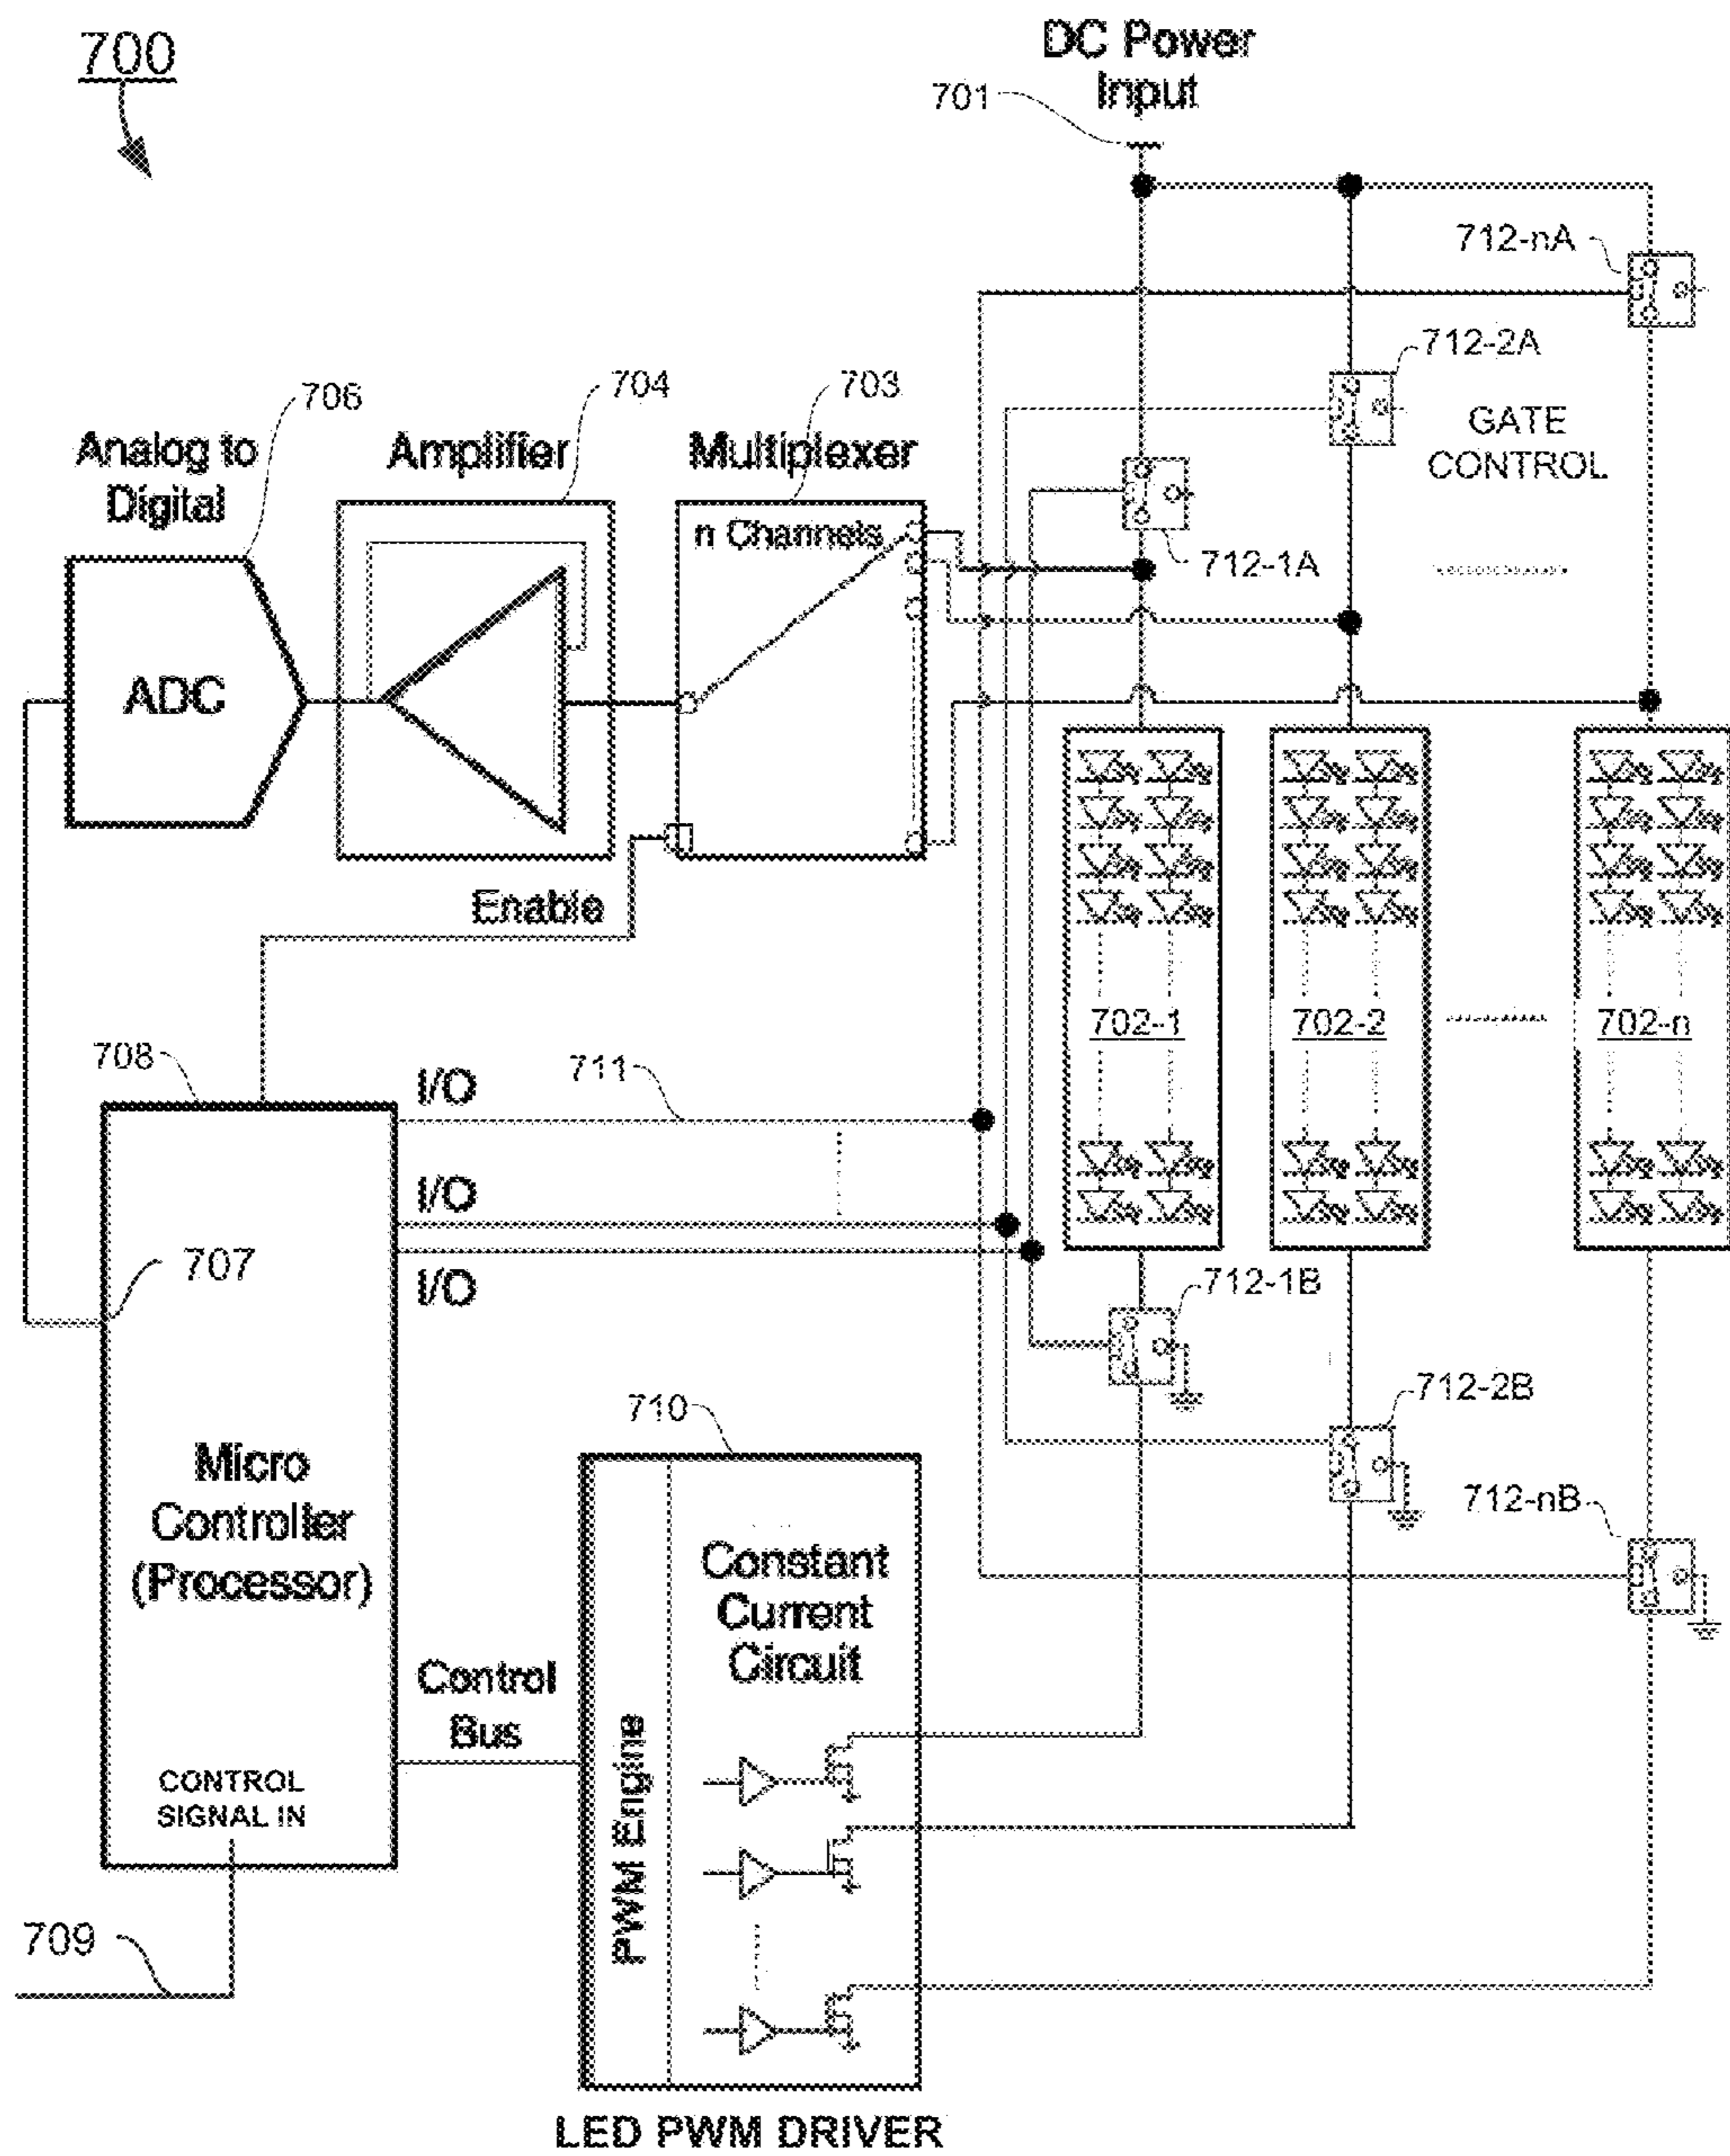 700
DC Power
Input
701
712-nA
712-2A
GATE
CONTROL
706
704
703
Analog to
Digital
Amplifier
Multiplexer
n Channels
712-1A
ADC
Enable
702-1
702-2
702-n
708
I/O
711
I/O
707
I/O
712-1B
712-2B
710
712-nB
Micro
Controller
(Processor)
Constant
Current
Circuit
Control
Bus
PWM Engine
CONTROL
SIGNAL IN
709
LED PWM DRIVER